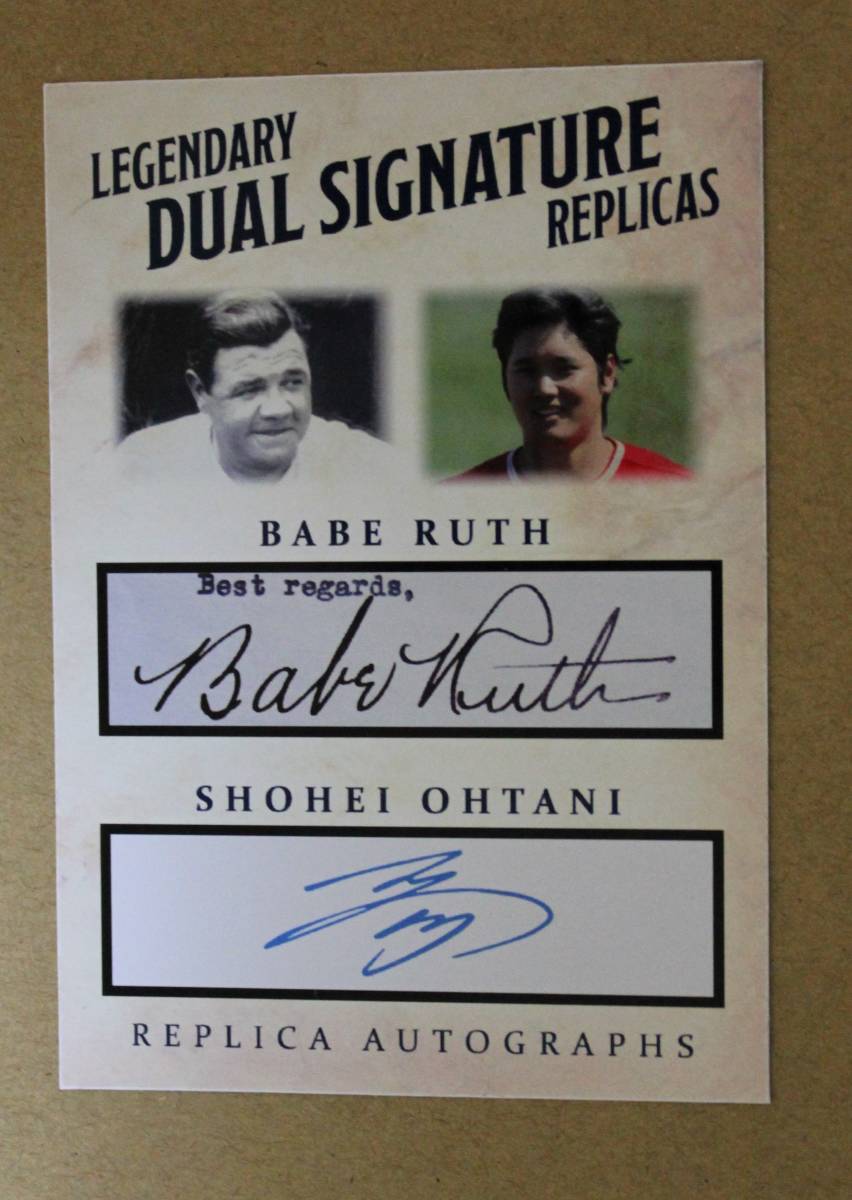 LEGENDARY
DUAL SIGNATURE
REPLICAS
BABE RUTH
Best regards,
Babe Ruth
SHOHEI OHTANI
REPLICA AUTOGRAPHS